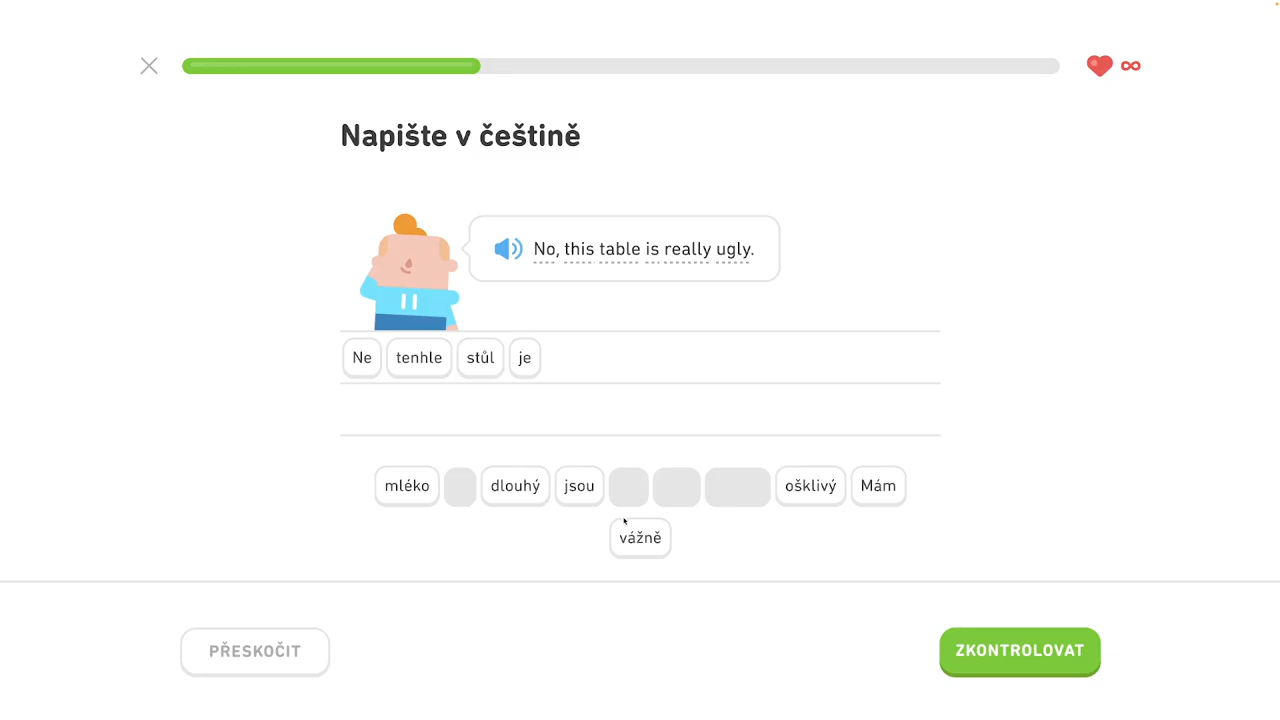 Napište v češtině
No, this table is really ugly.
Ne tenhle stůl je
mléko dlouhý jsou ošklivý Mám
vážně
PŘESKOČIT ZKONTROLOVAT